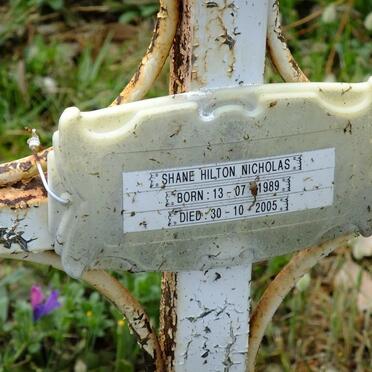 SHANE HILTON NICHOLAS
BORN : 13 - 07 - 1989
DIED : 30 - 10 - 2005